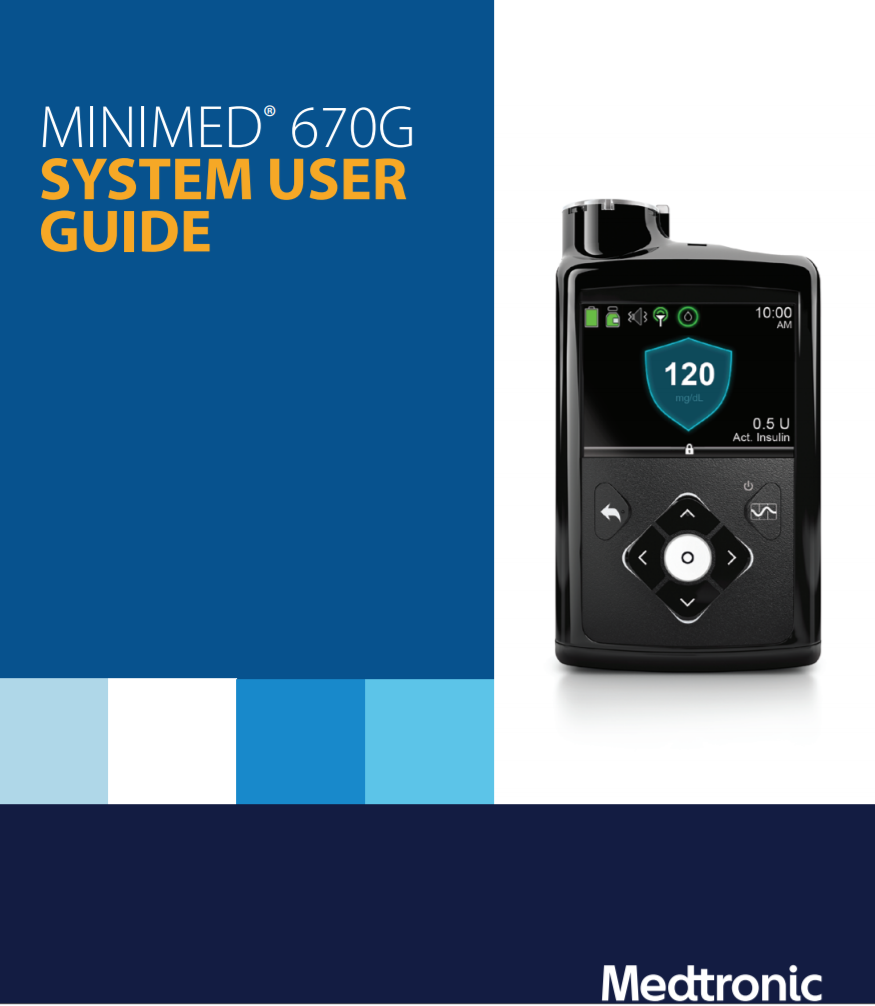 MINIMED® 670G
SYSTEM USER
GUIDE
10:00
AM
120
mg/dL
0.5 U
Act. Insulin
Medtronic